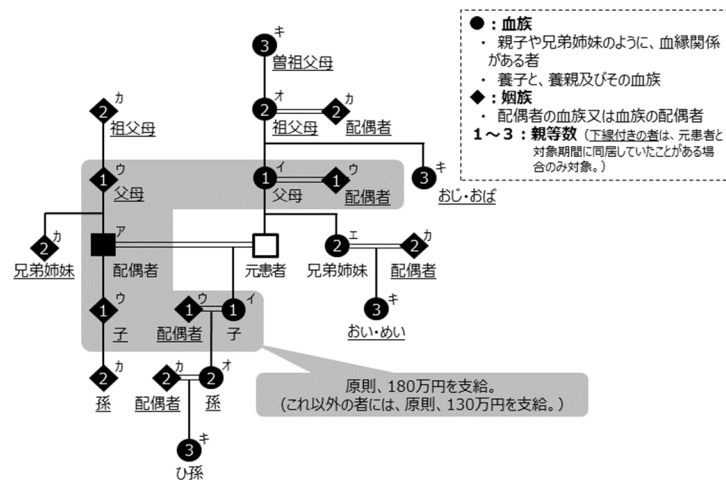 ●：血族
・ 親子や兄弟姉妹のように、血縁関係
がある者
・ 養子と、養親及びその血族
◆：姻族
・ 配偶者の血族又は血族の配偶者
1～3：親等数（下線付きの者は、元患者と
対象期間に同居していたことがある場
合のみ対象。）
3 キ
曽祖父母
2 カ
祖父母
2 オ
祖父母
2 カ
配偶者
1 ウ
父母
1 イ
父母
1 ウ
配偶者
3 キ
おじ・おば
2 カ
兄弟姉妹
ア
配偶者
元患者
2 エ
兄弟姉妹
2 カ
配偶者
1 ウ
子
1 ウ
配偶者
1 イ
子
3 キ
おい・めい
2 カ
孫
2 カ
配偶者
2 オ
孫
3 キ
ひ孫
原則、180万円を支給。
（これ以外の者には、原則、130万円を支給。）